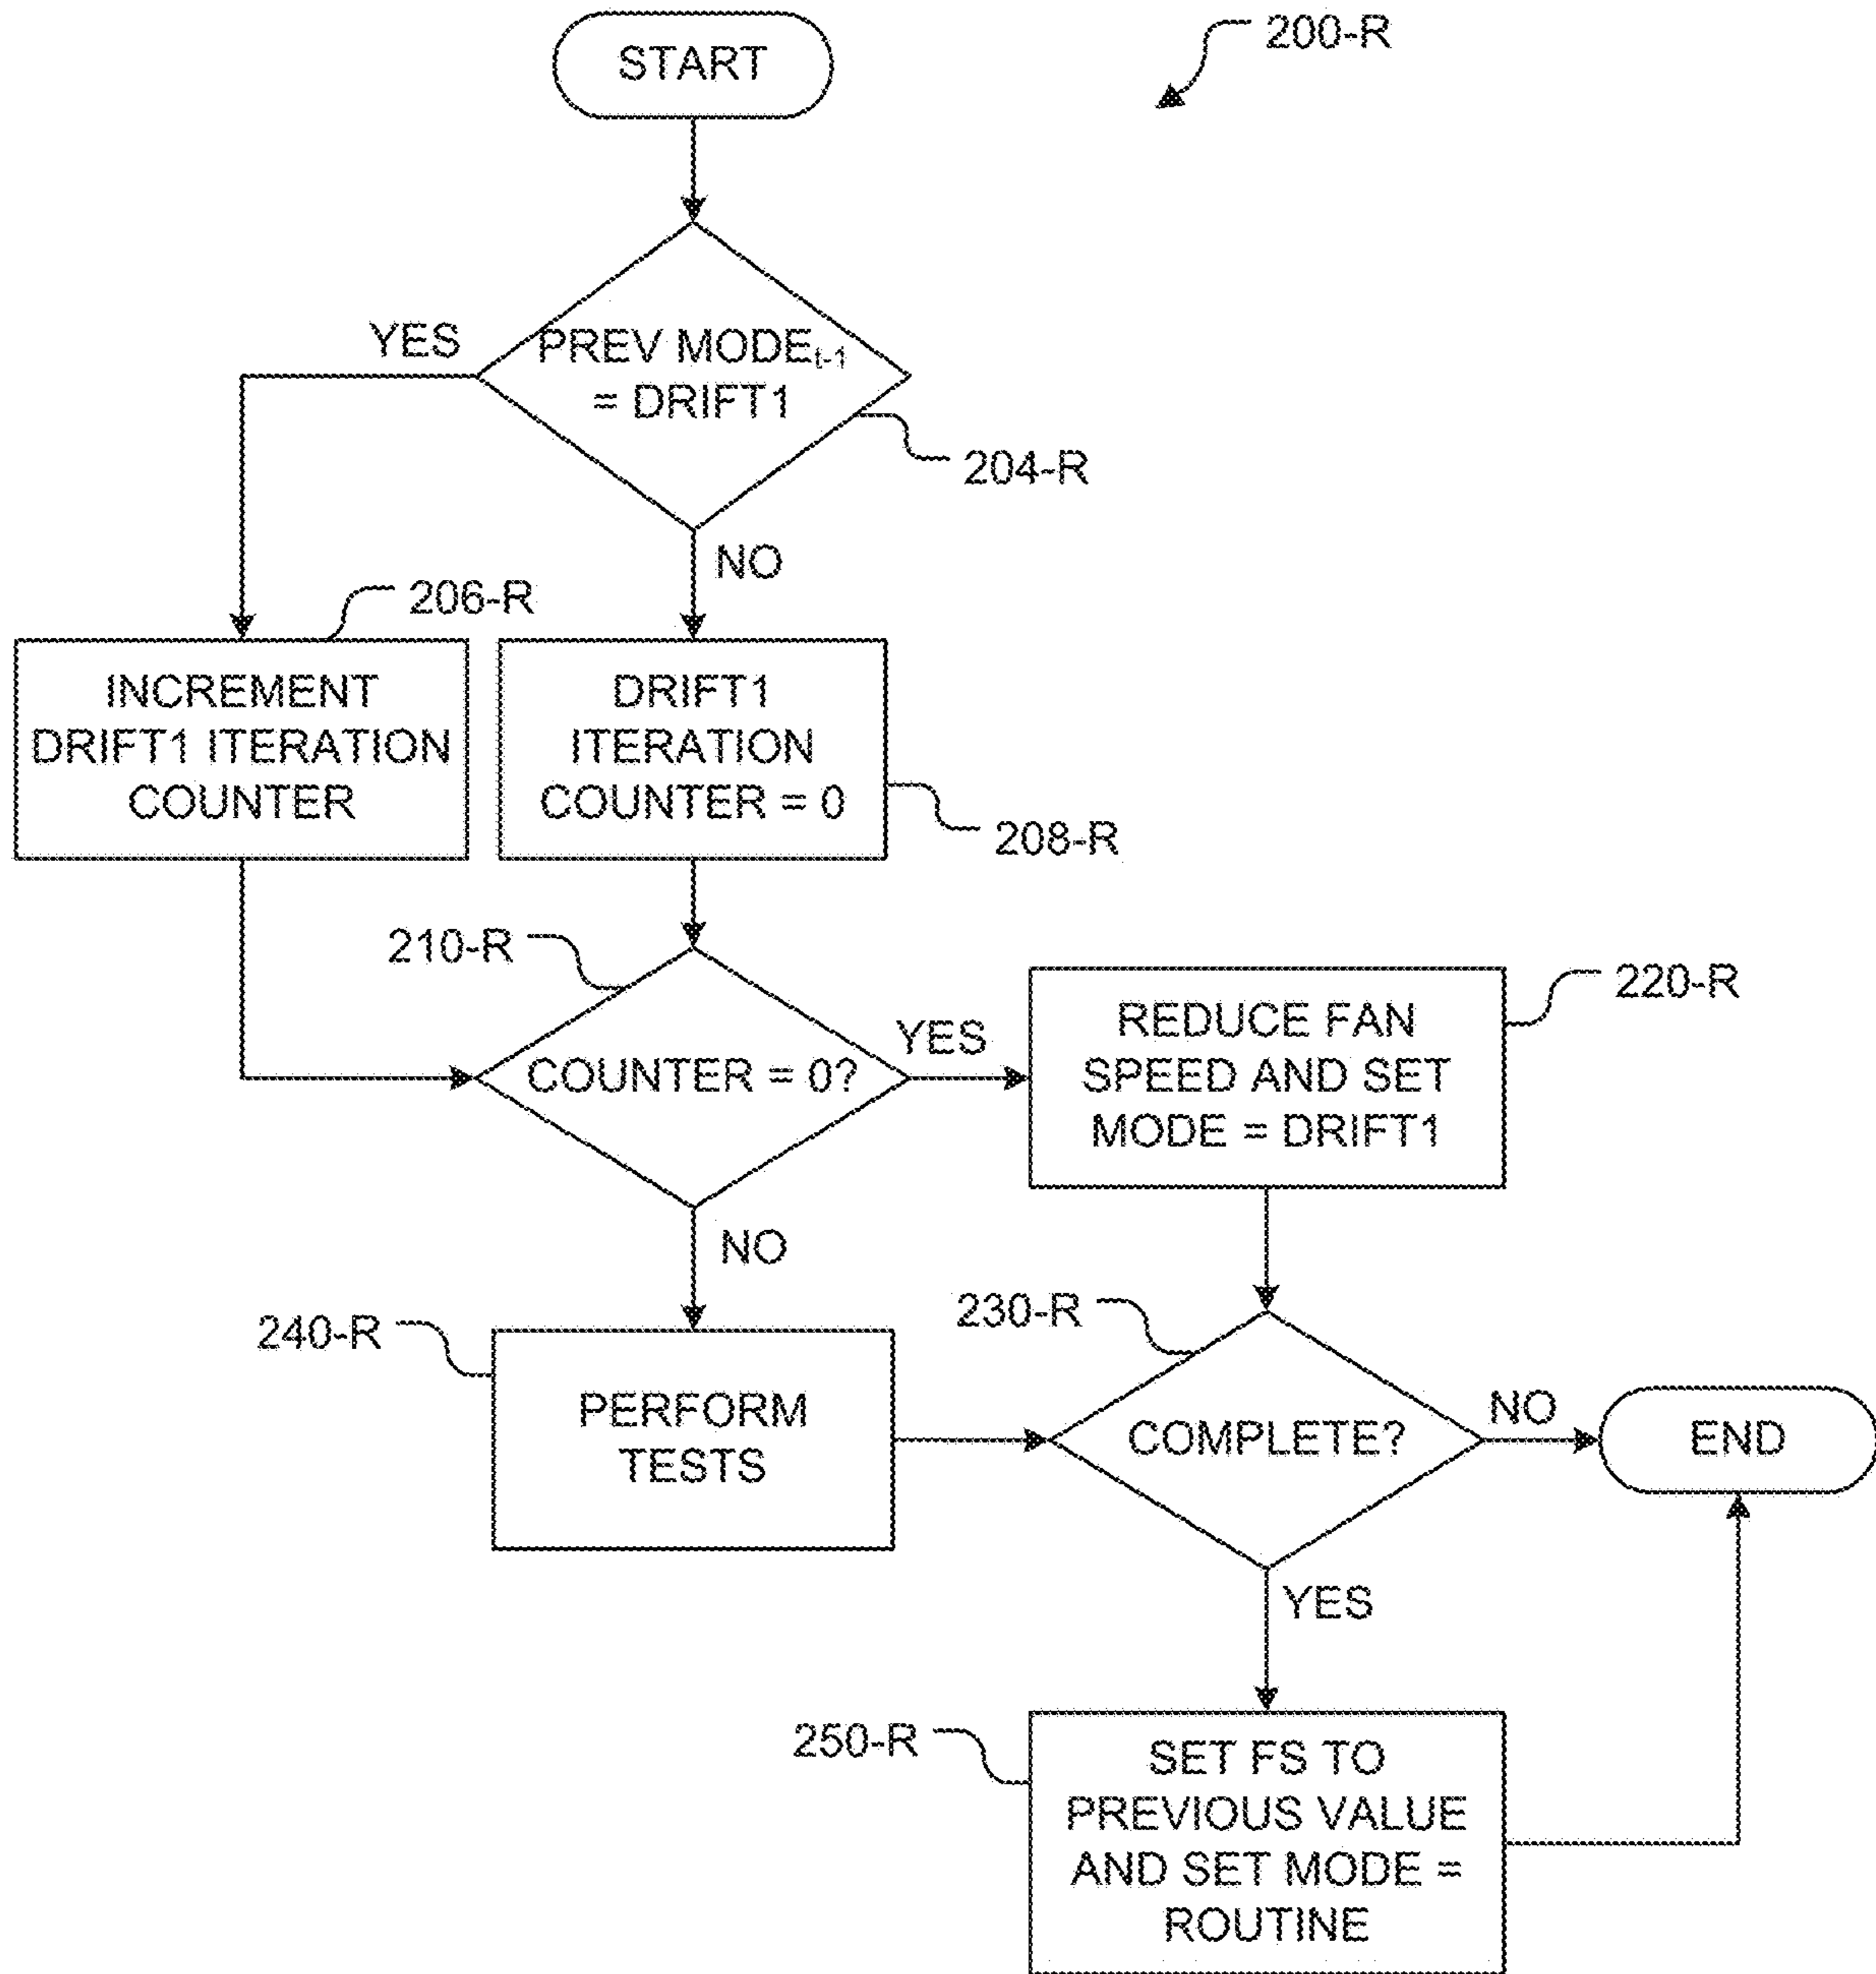 START
200-R
YES
PREV MODEt-1
= DRIFT1
204-R
NO
206-R
INCREMENT
DRIFT1 ITERATION
COUNTER
DRIFT1
ITERATION
COUNTER = 0
208-R
210-R
COUNTER = 0?
YES
REDUCE FAN
SPEED AND SET
MODE = DRIFT1
220-R
NO
240-R
PERFORM
TESTS
230-R
COMPLETE?
NO
END
YES
250-R
SET FS TO
PREVIOUS VALUE
AND SET MODE =
ROUTINE